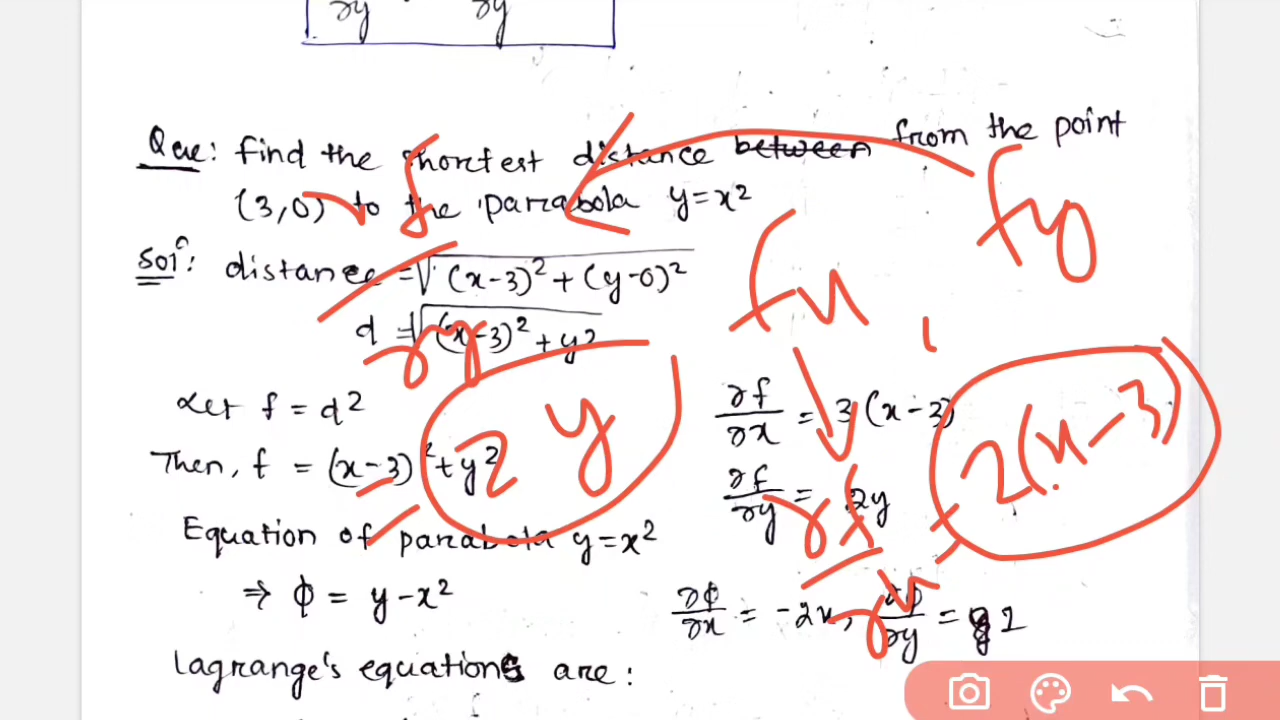 ∂y ∂y
Que: find the shortest distance between from the point
(3,0) to the parabola y=x²
Solⁿ: distance = √(x-3)² + (y-0)²
d = √(x-3)² + y²
Let f = d²
Then, f = (x-3)² + y²
Equation of parabola y=x²
⇒ ϕ = y - x²
Lagrange's equations are:
∂f/∂x = 3(x-3)
∂f/∂y = 2y
∂ϕ/∂x = -2x, ∂ϕ/∂y = 1
∂f
∂y
2y
fy
fx
∂f
∂x
2(x-3)